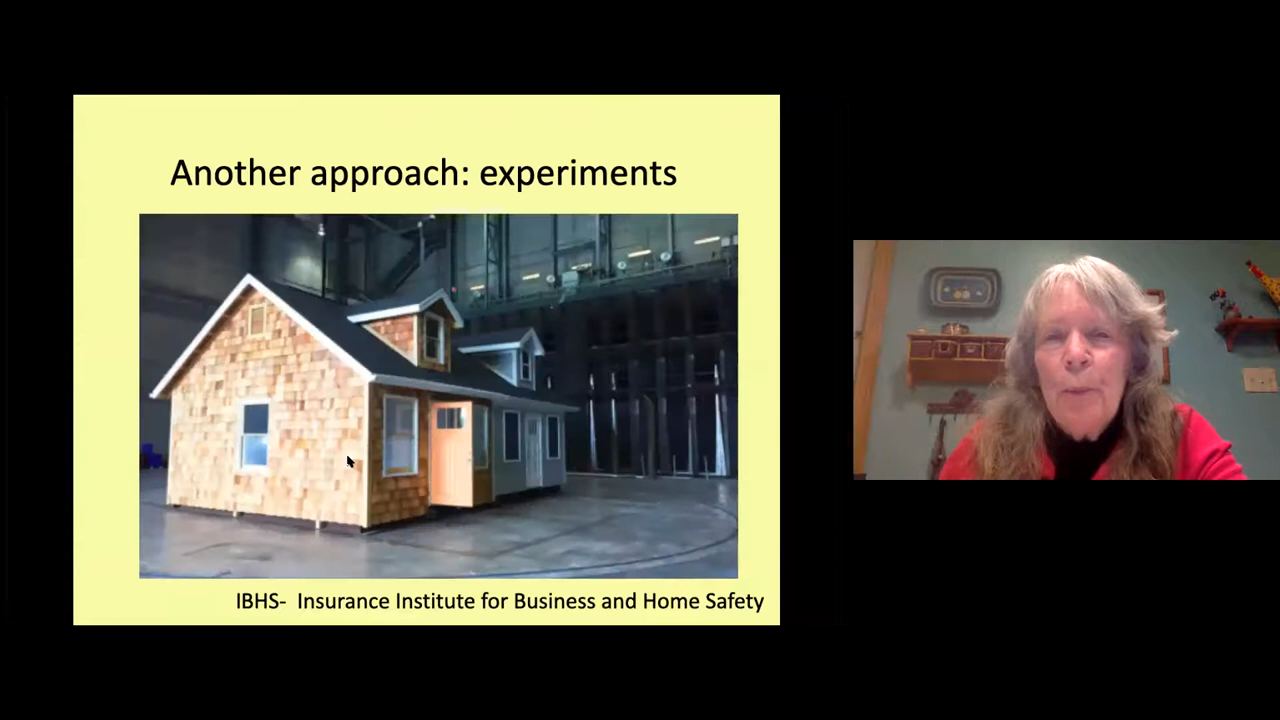 Another approach: experiments
IBHS- Insurance Institute for Business and Home Safety